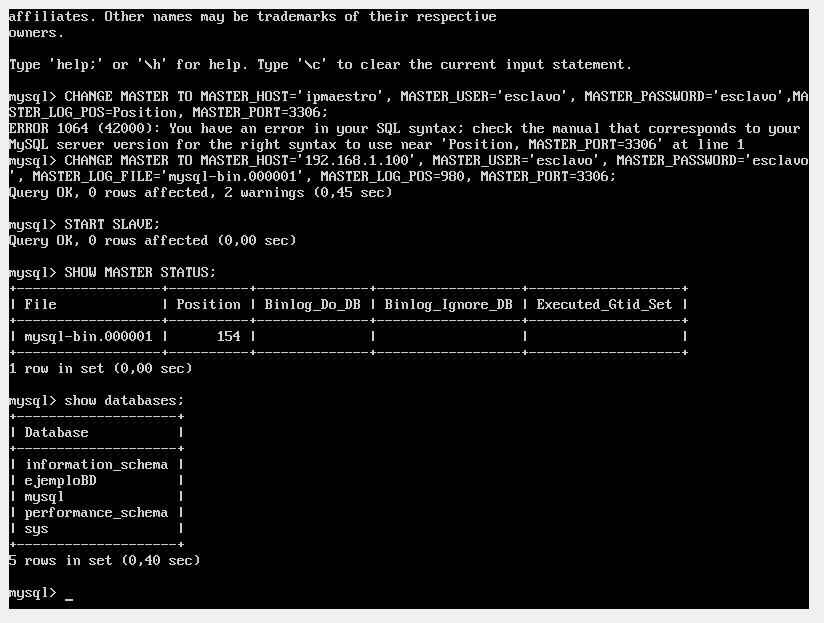 affiliates. Other names may be trademarks of their respective
owners.

Type 'help;' or '\h' for help. Type '\c' to clear the current input statement.

mysql> CHANGE MASTER TO MASTER_HOST='ipmaestro', MASTER_USER='esclavo', MASTER_PASSWORD='esclavo',MA
STER_LOG_POS=Position, MASTER_PORT=3306;
ERROR 1064 (42000): You have an error in your SQL syntax; check the manual that corresponds to your
MySQL server version for the right syntax to use near 'Position, MASTER_PORT=3306' at line 1
mysql> CHANGE MASTER TO MASTER_HOST='192.168.1.100', MASTER_USER='esclavo', MASTER_PASSWORD='esclavo
', MASTER_LOG_FILE='mysql-bin.000001', MASTER_LOG_POS=980, MASTER_PORT=3306;
Query OK, 0 rows affected, 2 warnings (0,45 sec)

mysql> START SLAVE;
Query OK, 0 rows affected (0,00 sec)

mysql> SHOW MASTER STATUS;
+------------------+----------+--------------+------------------+-------------------+
| File             | Position | Binlog_Do_DB | Binlog_Ignore_DB | Executed_Gtid_Set |
+------------------+----------+--------------+------------------+-------------------+
| mysql-bin.000001 |      154 |              |                  |                   |
+------------------+----------+--------------+------------------+-------------------+
1 row in set (0,00 sec)

mysql> show databases;
+--------------------+
| Database           |
+--------------------+
| information_schema |
| ejemploBD          |
| mysql              |
| performance_schema |
| sys                |
+--------------------+
5 rows in set (0,40 sec)

mysql> _